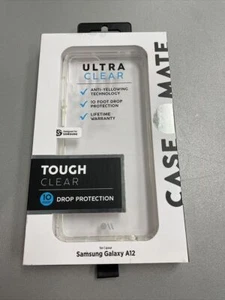 ULTRA
CLEAR
ANTI-YELLOWING
TECHNOLOGY
10 FOOT DROP
PROTECTION
LIFETIME
WARRANTY
CASE-MATE
TOUGH
CLEAR
10
DROP PROTECTION
Samsung Galaxy A12